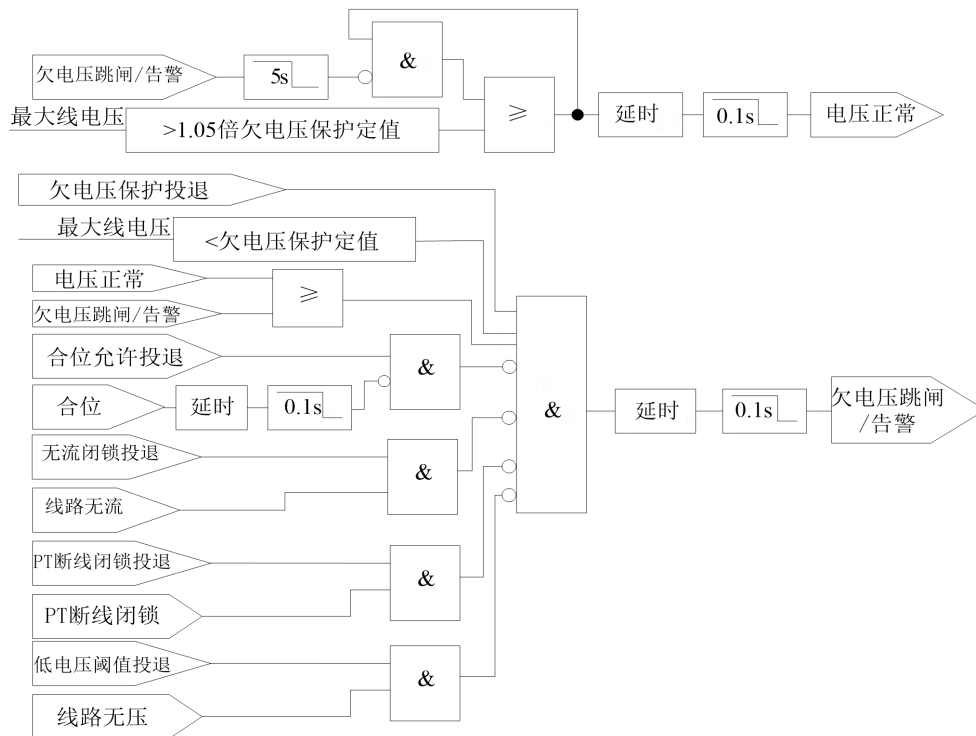 &
欠电压跳闸/告警
5s
最大线电压
>1.05倍欠电压保护定值
≥
延时
0.1s
电压正常
欠电压保护投退
最大线电压
<欠电压保护定值
电压正常
欠电压跳闸/告警
≥
合位允许投退
&
合位
延时
0.1s
&
延时
0.1s
欠电压跳闸
/告警
无流闭锁投退
线路无流
&
PT断线闭锁投退
PT断线闭锁
&
低电压阈值投退
线路无压
&